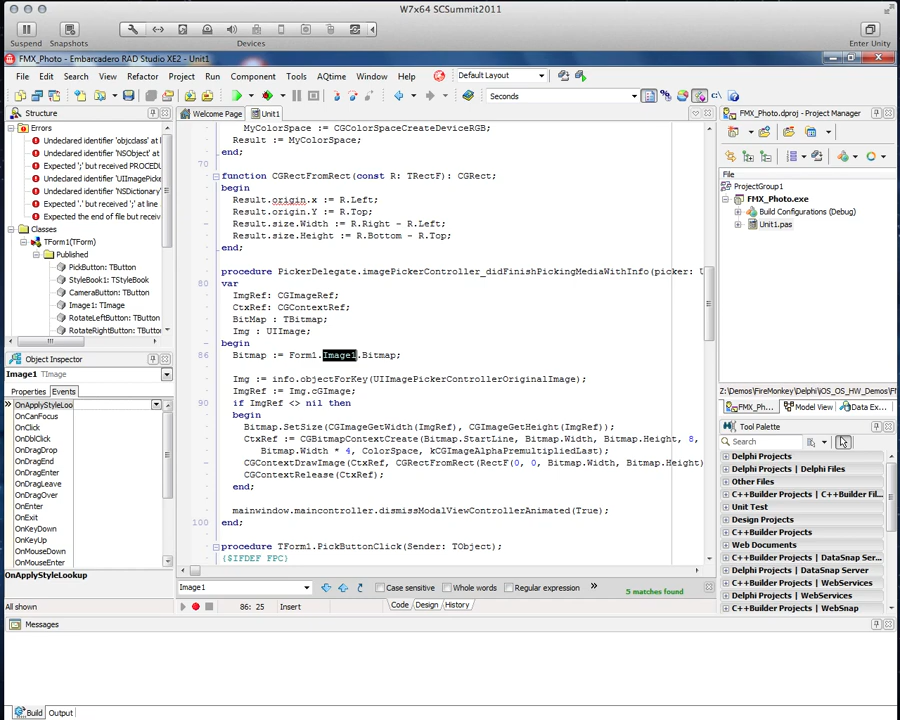 W7x64 SCSummit2011
Suspend
Snapshots
Devices
Enter Unity
FMX_Photo - Embarcadero RAD Studio XE2 - Unit1
File Edit Search View Refactor Project Run Component Tools AQtime Window Help
Default Layout
Seconds
Structure
Errors
Undeclared identifier 'objcclass' at l
Undeclared identifier 'NSObject' at
Expected ';' but received PROCEDU
Undeclared identifier 'UIImagePicke
Undeclared identifier 'NSDictionary
Expected '.' but received ';' at line
Expected the end of file but receive
Classes
TForm1(TForm)
Published
PickButton: TButton
StyleBook1: TStyleBook
CameraButton: TButton
Image1: TImage
RotateLeftButton: TButton
RotateRightButton: TButton
Object Inspector
Image1 TImage
Properties Events
OnApplyStyleLoo
OnCanFocus
OnClick
OnDblClick
OnDragDrop
OnDragEnd
OnDragEnter
OnDragLeave
OnDragOver
OnEnter
OnExit
OnKeyDown
OnKeyUp
OnMouseDown
OnMouseEnter
OnApplyStyleLookup
All shown
Welcome Page Unit1
MyColorSpace := CGColorSpaceCreateDeviceRGB;
Result := MyColorSpace;
70 end;
function CGRectFromRect(const R: TRectF): CGRect;
begin
Result.origin.x := R.Left;
Result.origin.Y := R.Top;
Result.size.Width := R.Right - R.Left;
Result.size.Height := R.Bottom - R.Top;
end;
procedure PickerDelegate.imagePickerController_didFinishPickingMediaWithInfo(picker:
80 var
ImgRef: CGImageRef;
CtxRef: CGContextRef;
BitMap : TBitmap;
Img : UIImage;
begin
86 Bitmap := Form1.Image1.Bitmap;
Img := info.objectForKey(UIImagePickerControllerOriginalImage);
90 ImgRef := Img.cGImage;
if ImgRef <> nil then
begin
Bitmap.SetSize(CGImageGetWidth(ImgRef), CGImageGetHeight(ImgRef));
CtxRef := CGBitmapContextCreate(Bitmap.StartLine, Bitmap.Width, Bitmap.Height, 8,
Bitmap.Width * 4, ColorSpace, kCGImageAlphaPremultipliedLast);
CGContextDrawImage(CtxRef, CGRectFromRect(RectF(0, 0, Bitmap.Width, Bitmap.Height)
CGContextRelease(CtxRef);
end;
mainwindow.maincontroller.dismissModalViewControllerAnimated(True);
100 end;
procedure TForm1.PickButtonClick(Sender: TObject);
{$IFDEF FPC}
Image1 Case sensitive Whole words Regular expression » 5 matches found
86: 25 Insert Code Design History
FMX_Photo.dproj - Project Manager
File
ProjectGroup1
FMX_Photo.exe
Build Configurations (Debug)
Unit1.pas
Z:\Demos\FireMonkey\Delphi\iOS_OS_HW_Demos\F
FMX_Ph... Model View Data Ex...
Tool Palette
Search
Delphi Projects
Delphi Projects | Delphi Files
Other Files
C++Builder Projects | C++Builder Fil...
Unit Test
Design Projects
C++Builder Projects
Web Documents
C++Builder Projects | DataSnap Ser...
Delphi Projects | DataSnap Server
C++Builder Projects | WebServices
Delphi Projects | WebServices
C++Builder Projects | WebSnap
Messages
Build Output